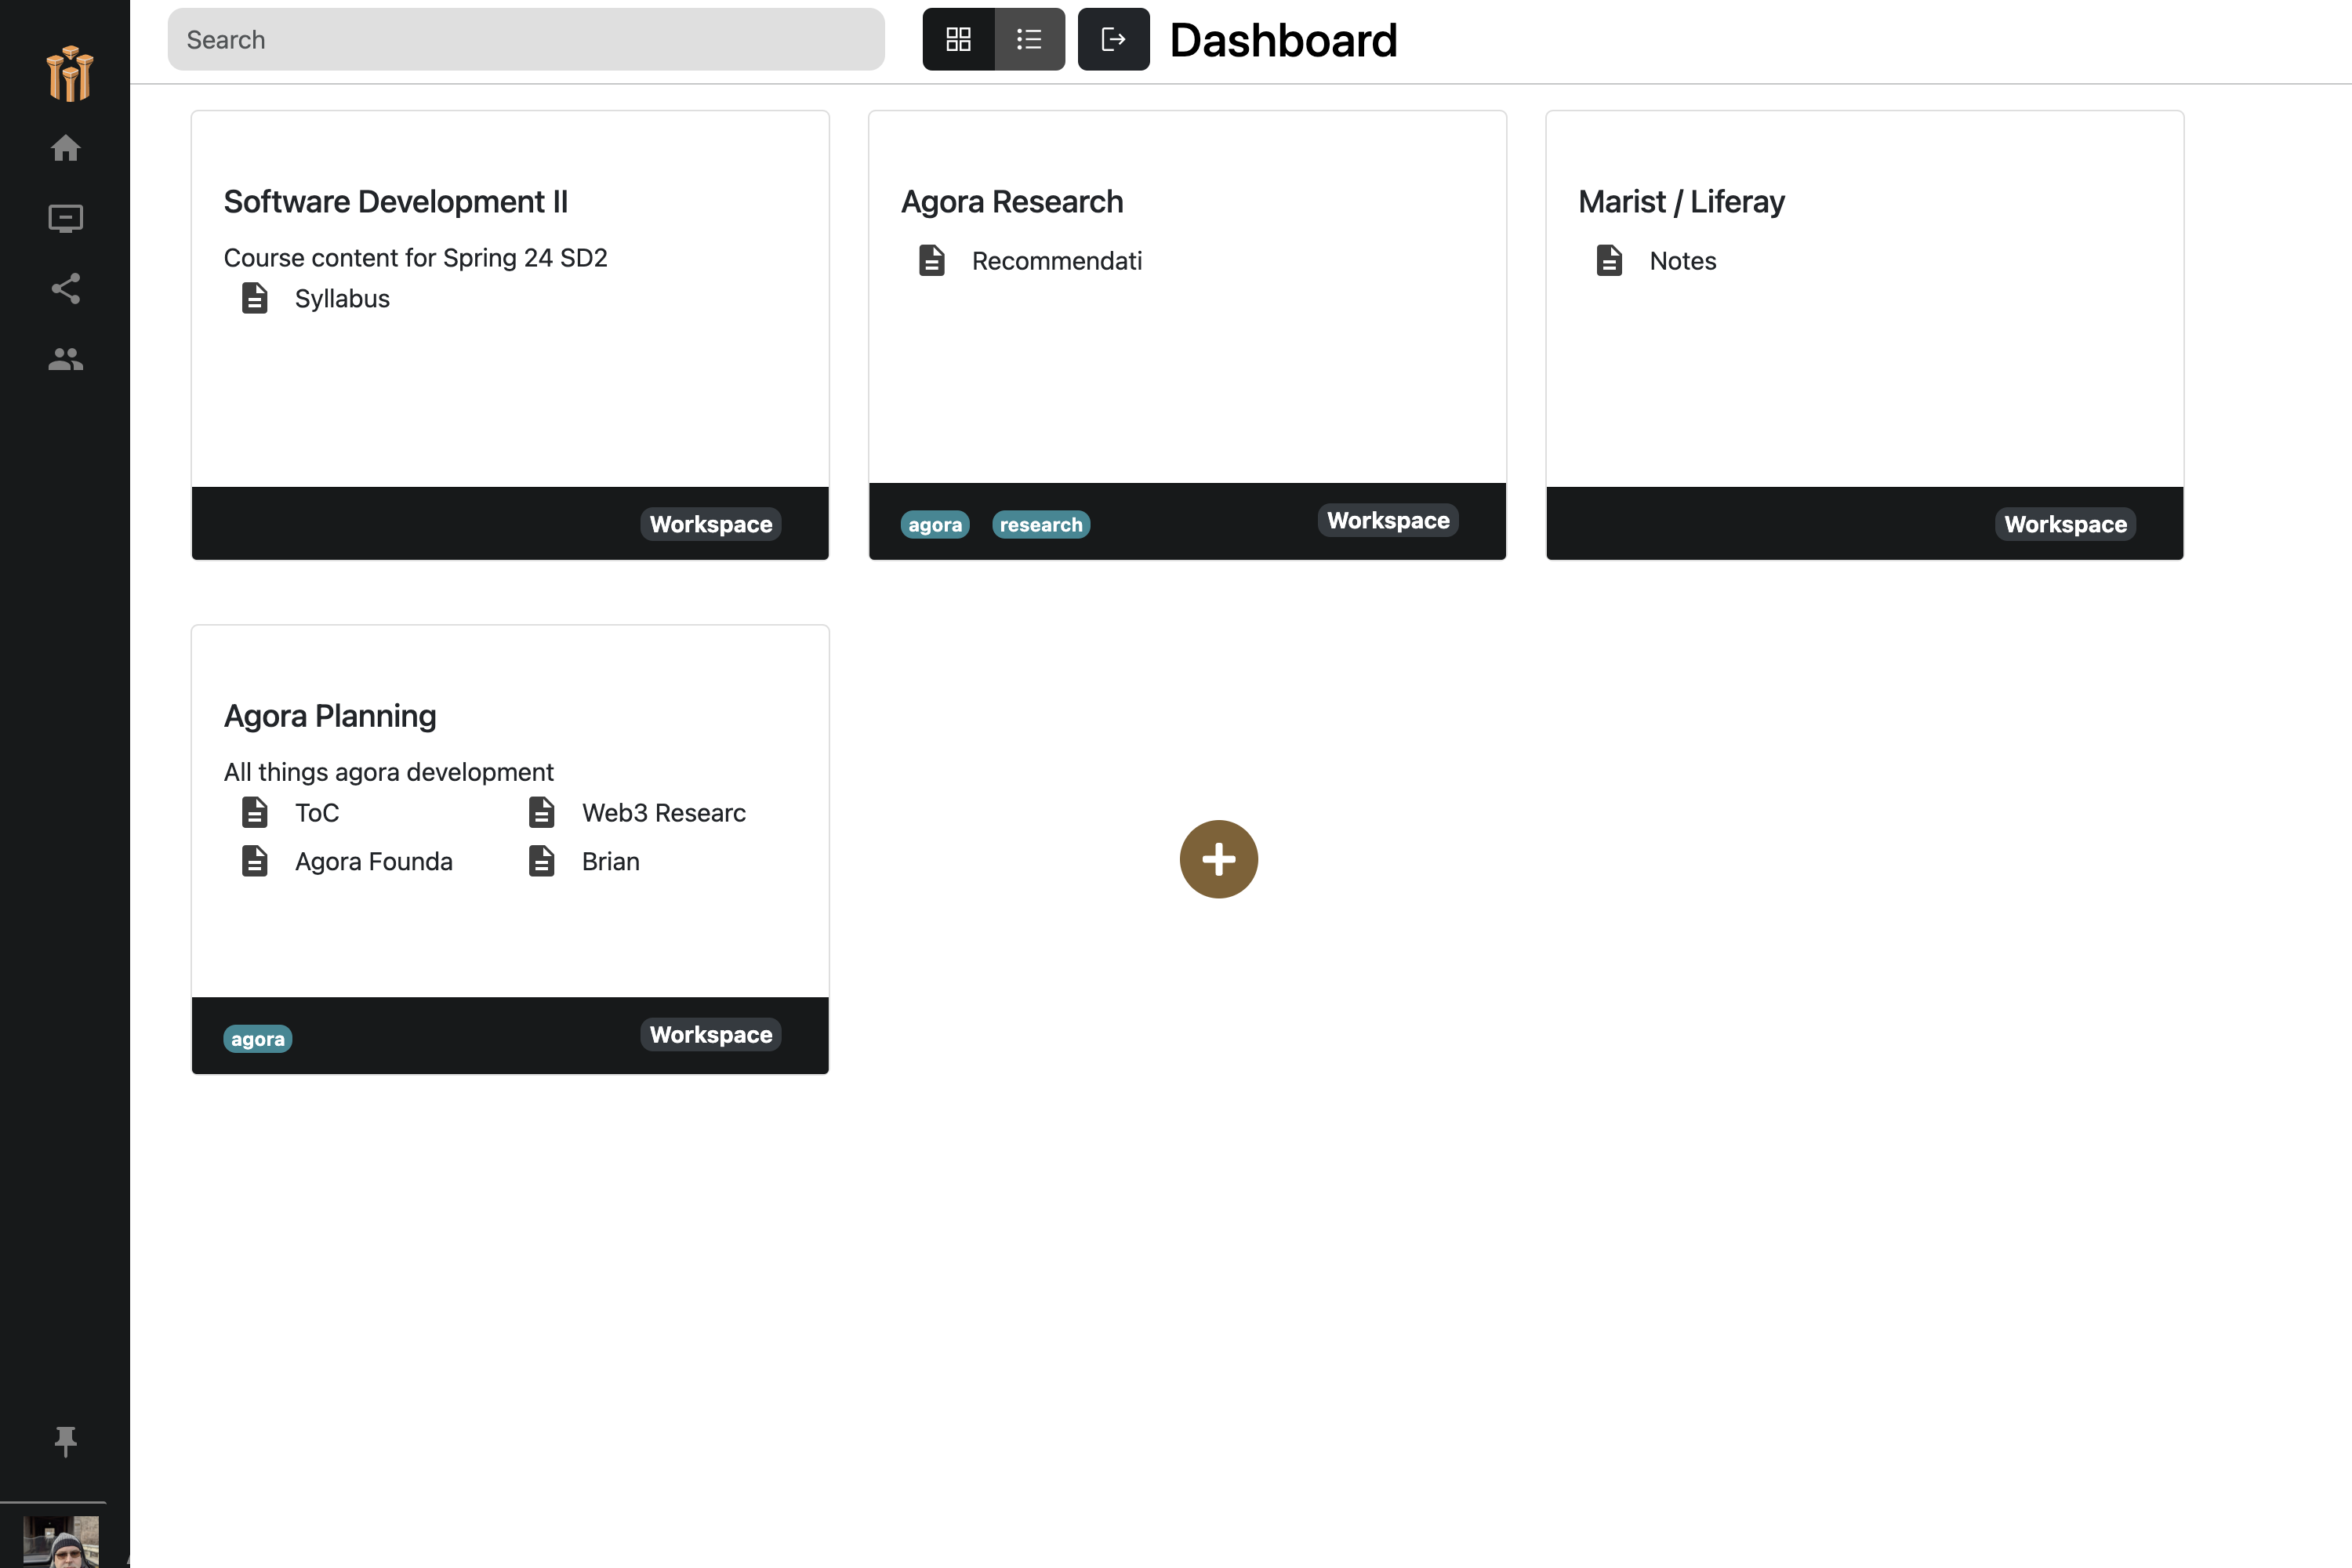 Search
Dashboard
Software Development II
Course content for Spring 24 SD2
Syllabus
Workspace
Agora Research
Recommendati
agora research Workspace
Marist / Liferay
Notes
Workspace
Agora Planning
All things agora development
ToC Web3 Researc
Agora Founda Brian
agora Workspace